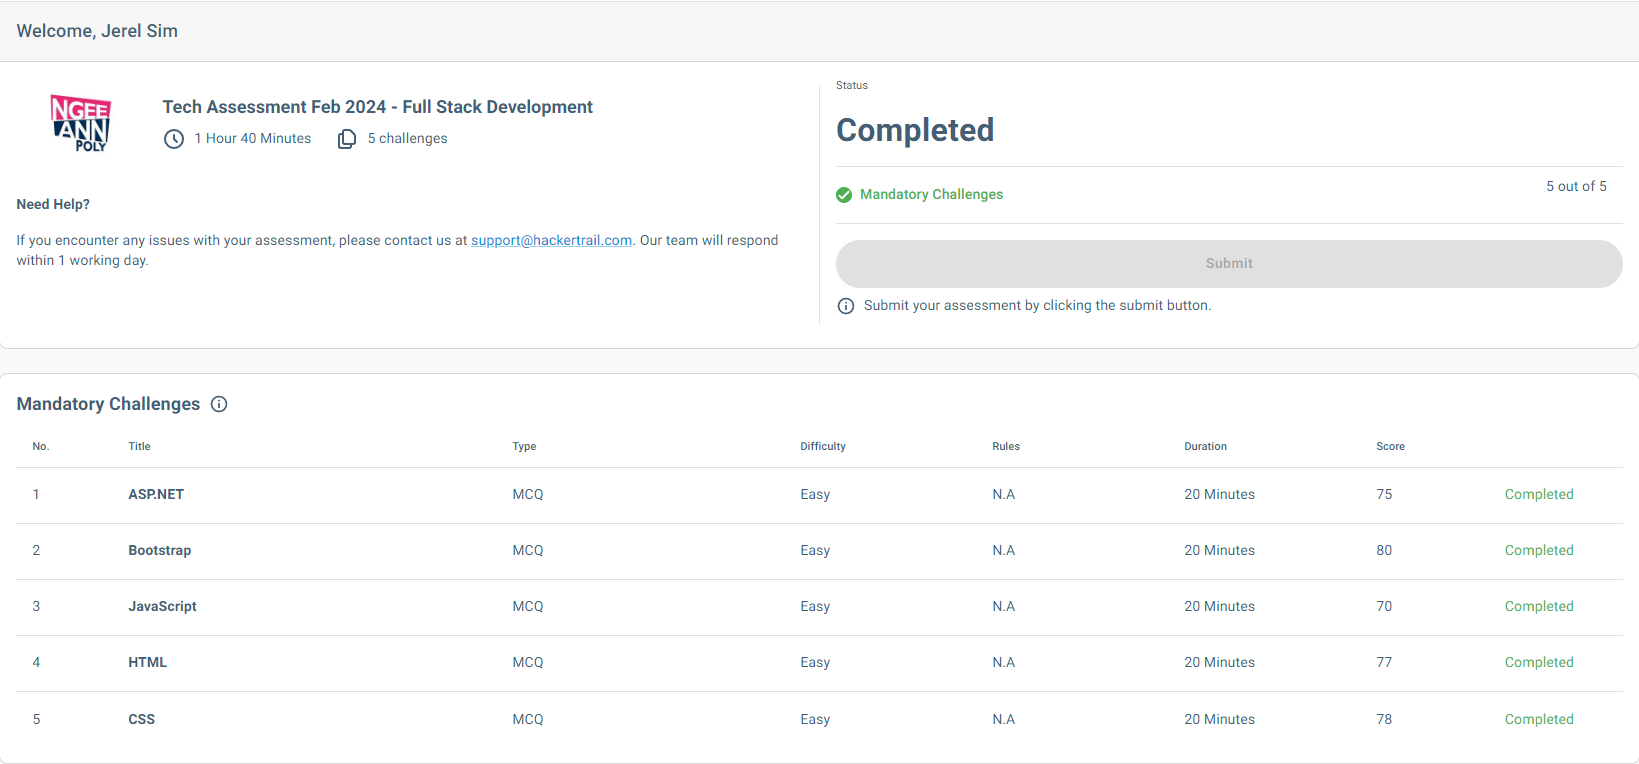 Welcome, Jerel Sim
NGEE
ANN
POLY
Tech Assessment Feb 2024 - Full Stack Development
1 Hour 40 Minutes 5 challenges
Need Help?
If you encounter any issues with your assessment, please contact us at support@hackertrail.com. Our team will respond
within 1 working day.
Status
Completed
Mandatory Challenges 5 out of 5
Submit
Submit your assessment by clicking the submit button.
Mandatory Challenges
No. Title Type Difficulty Rules Duration Score
1 ASP.NET MCQ Easy N.A 20 Minutes 75 Completed
2 Bootstrap MCQ Easy N.A 20 Minutes 80 Completed
3 JavaScript MCQ Easy N.A 20 Minutes 70 Completed
4 HTML MCQ Easy N.A 20 Minutes 77 Completed
5 CSS MCQ Easy N.A 20 Minutes 78 Completed